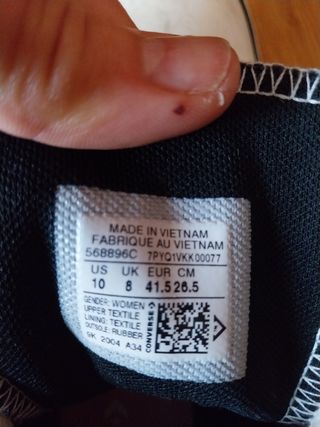 MADE IN VIETNAM
FABRIQUE AU VIETNAM
568896C 7PYQ1VKK00077
US UK EUR CM
10 8 41.5 26.5
GENDER: WOMEN
UPPER: TEXTILE
LINING: TEXTILE
OUTSOLE: RUBBER
SK 2004 A34
CONVERSE